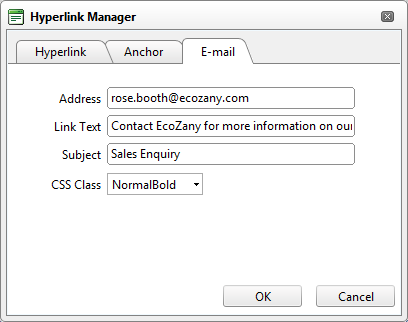 Hyperlink Manager
Hyperlink Anchor E-mail
Address rose.booth@ecozany.com
Link Text Contact EcoZany for more information on our
Subject Sales Enquiry
CSS Class NormalBold
OK Cancel